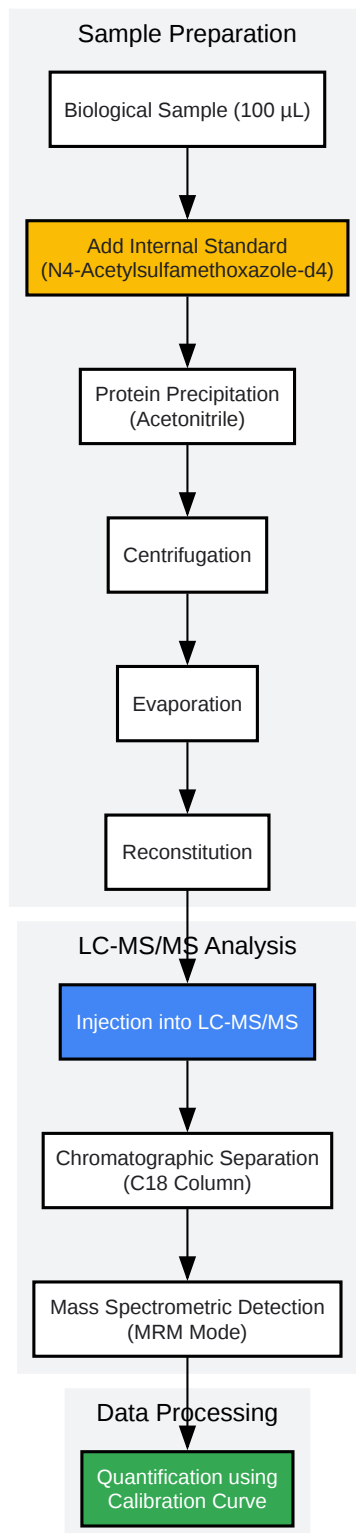 Sample Preparation
Biological Sample (100 µL)
Add Internal Standard
(N4-Acetylsulfamethoxazole-d4)
Protein Precipitation
(Acetonitrile)
Centrifugation
Evaporation
Reconstitution
LC-MS/MS Analysis
Injection into LC-MS/MS
Chromatographic Separation
(C18 Column)
Mass Spectrometric Detection
(MRM Mode)
Data Processing
Quantification using
Calibration Curve